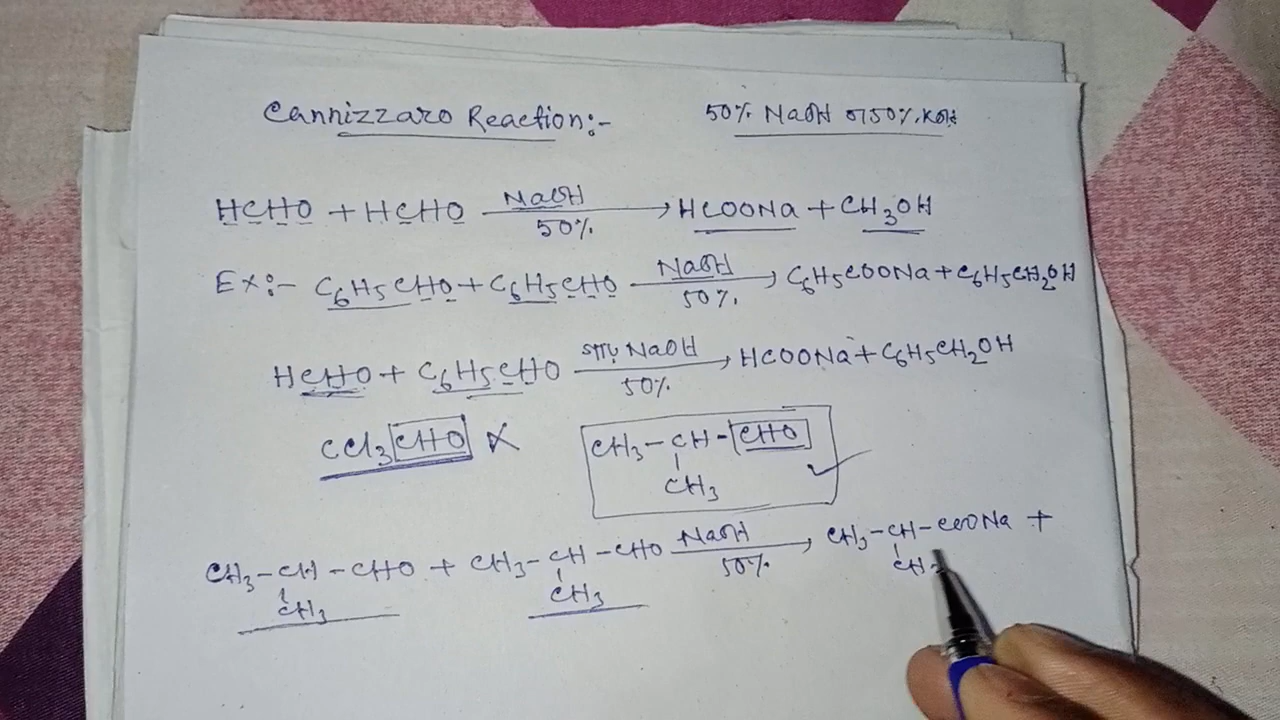 Cannizzaro Reaction:-
50% NaOH or 50% KOH
HCHO + HCHO NaOH 50% → HCOONa + CH3OH
Ex:- C6H5CHO + C6H5CHO NaOH 50% → C6H5COONa + C6H5CH2OH
HCHO + C6H5CHO NaOH 50% → HCOONa + C6H5CH2OH
CCl3CHO ×
CH3-CH-CHO ✓
CH3
CH3-CH-CHO + CH3-CH-CHO NaOH 50% → CH3-CH-COONa +
CH3 CH3 CH3